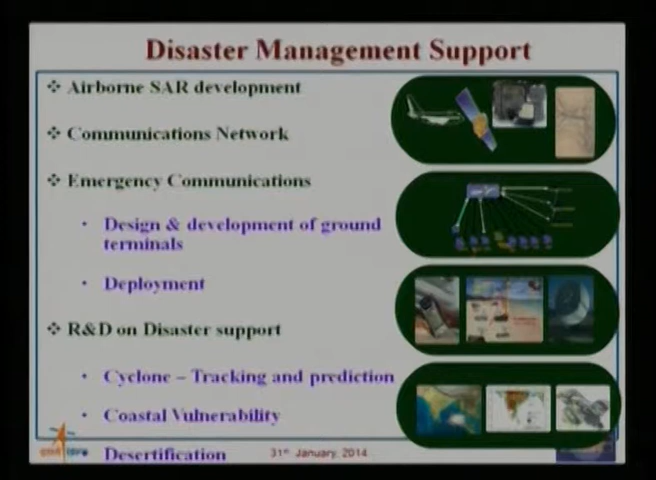 Disaster Management Support
Airborne SAR development
Communications Network
Emergency Communications
Design & development of ground
terminals
Deployment
R&D on Disaster support
Cyclone – Tracking and prediction
Coastal Vulnerability
Desertification
31st January, 2014